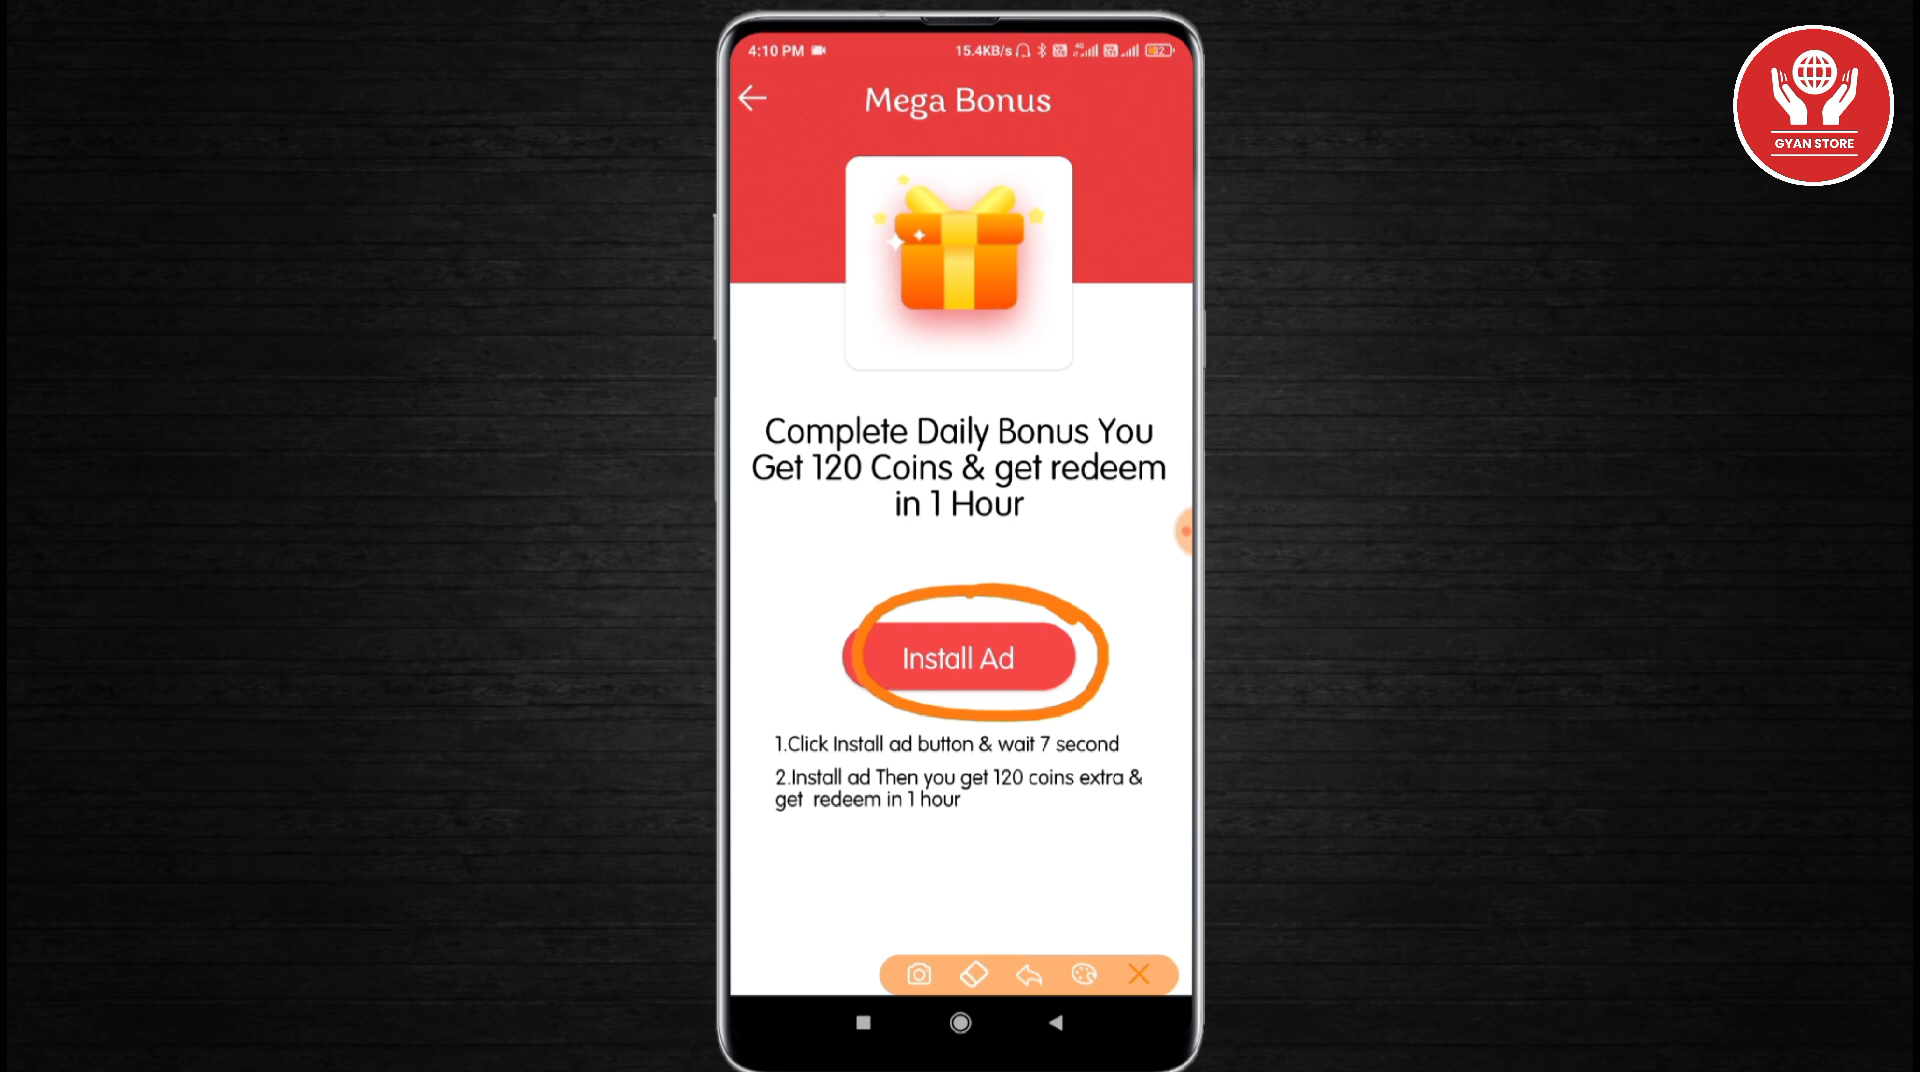 4:10 PM
15.4KB/s
4G
32
Mega Bonus
GYAN STORE
Complete Daily Bonus You
Get 120 Coins & get redeem
in 1 Hour
Install Ad
1.Click Install ad button & wait 7 second
2.Install ad Then you get 120 coins extra &
get redeem in 1 hour